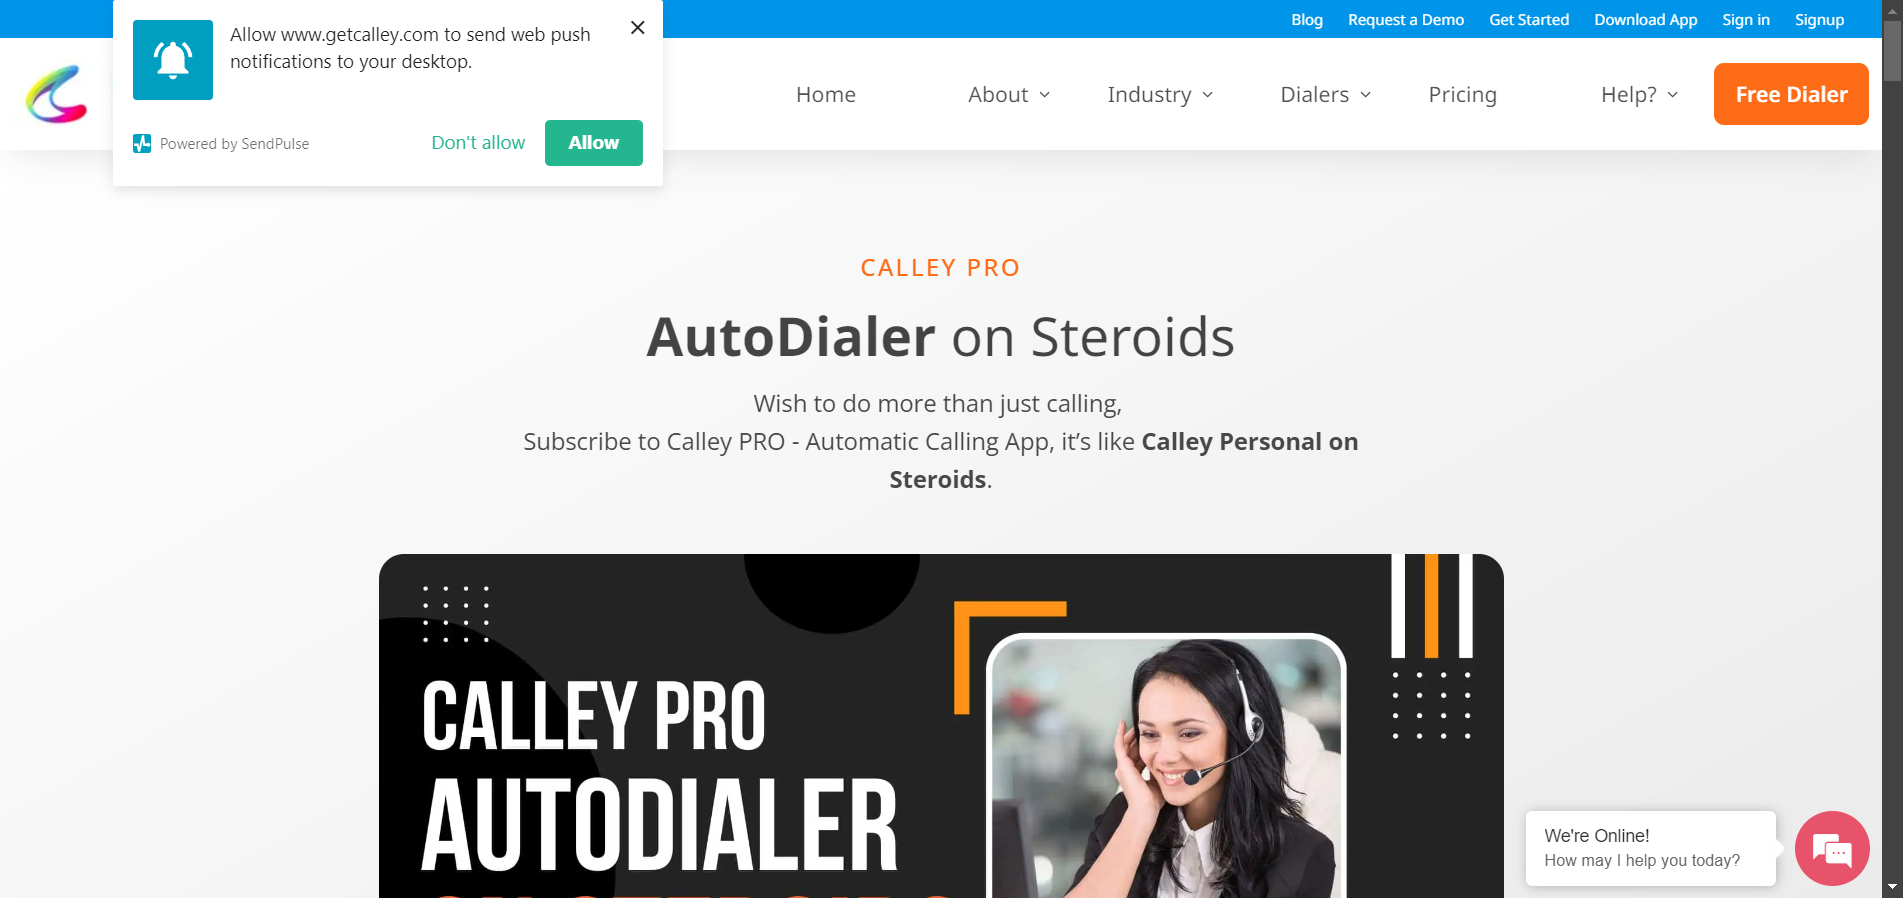 Blog Request a Demo Get Started Download App Sign in Signup
Allow www.getcalley.com to send web push
notifications to your desktop.
Powered by SendPulse Don't allow Allow
Home About Industry Dialers Pricing Help? Free Dialer
CALLEY PRO
AutoDialer on Steroids
Wish to do more than just calling,
Subscribe to Calley PRO - Automatic Calling App, it’s like Calley Personal on
Steroids.
CALLEY PRO
AUTODIALER
We're Online!
How may I help you today?